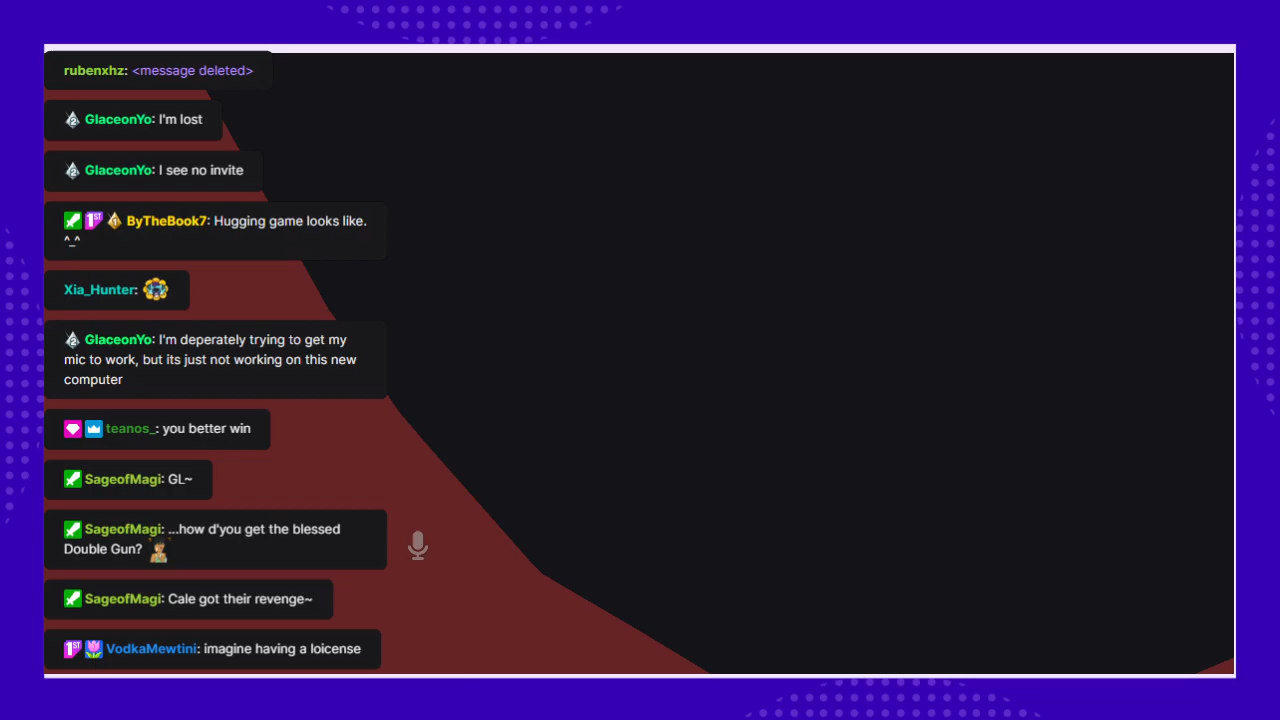 rubenxhz: <message deleted>
GlaceonYo: I'm lost
GlaceonYo: I see no invite
ByTheBook7: Hugging game looks like.
^_^
Xia_Hunter:
GlaceonYo: I'm deperately trying to get my
mic to work, but its just not working on this new
computer
teanos_: you better win
SageofMagi: GL~
SageofMagi: ...how d'you get the blessed
Double Gun?
SageofMagi: Cale got their revenge~
VodkaMewtini: imagine having a loicense